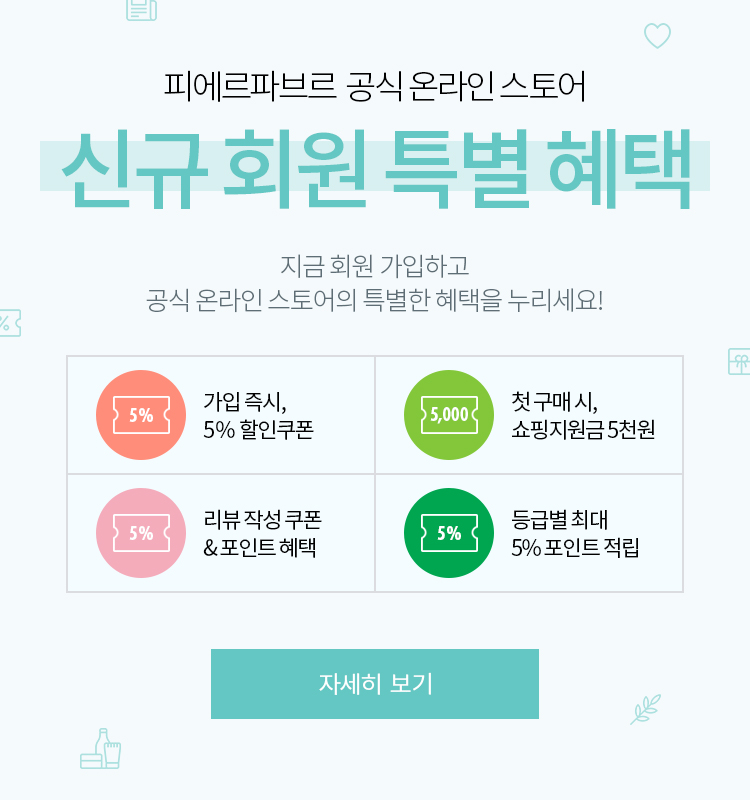 피에르파브르 공식 온라인 스토어
신규 회원 특별 혜택
지금 회원 가입하고
공식 온라인 스토어의 특별한 혜택을 누리세요!
5%
가입 즉시,
5% 할인쿠폰
5,000
첫 구매 시,
쇼핑지원금 5천원
5%
리뷰 작성 쿠폰
& 포인트 혜택
5%
등급별 최대
5% 포인트 적립
자세히 보기
%